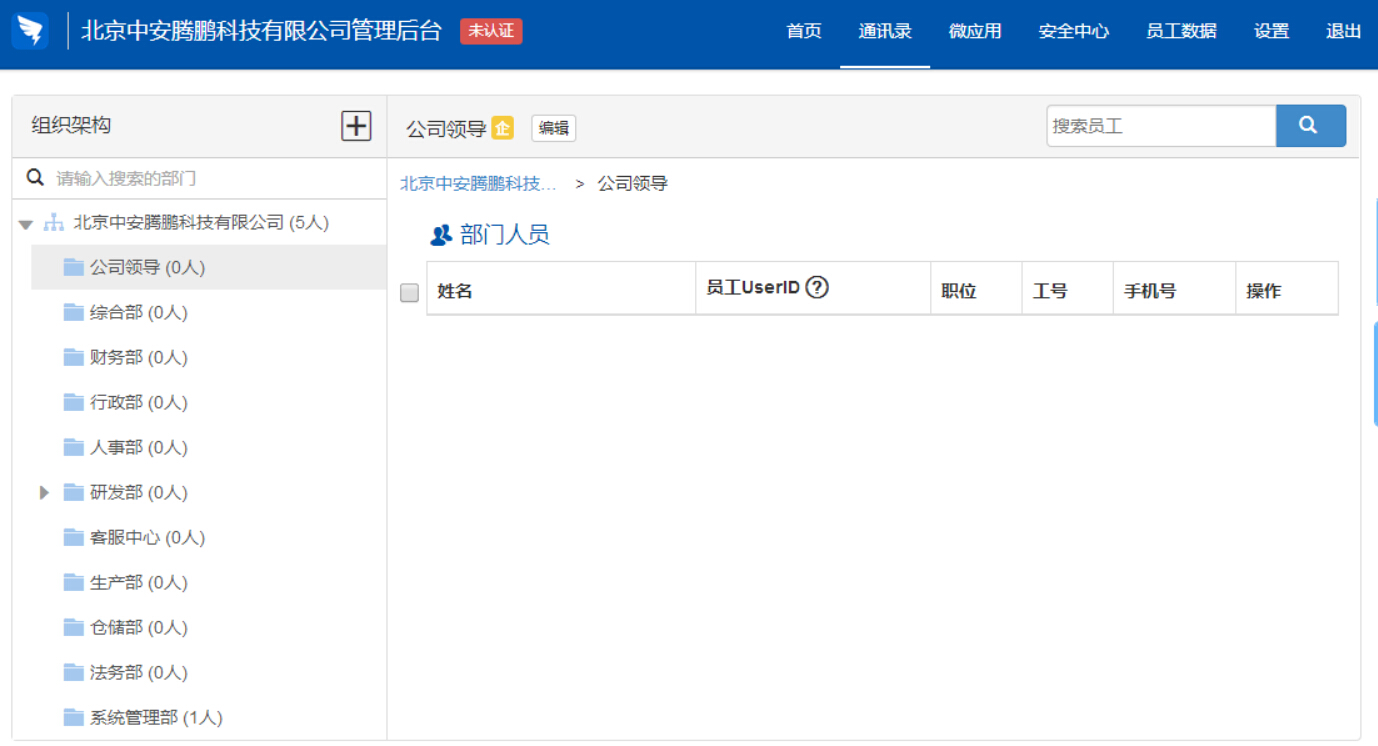 北京中安腾鹏科技有限公司管理后台 未认证 首页 通讯录 微应用 安全中心 员工数据 设置 退出
组织架构
公司领导 企 编辑 搜索员工
请输入搜索的部门
北京中安腾鹏科技... > 公司领导
北京中安腾鹏科技有限公司 (5人)
部门人员
公司领导 (0人)
姓名 员工UserID ? 职位 工号 手机号 操作
综合部 (0人)
财务部 (0人)
行政部 (0人)
人事部 (0人)
研发部 (0人)
客服中心 (0人)
生产部 (0人)
仓储部 (0人)
法务部 (0人)
系统管理部 (1人)